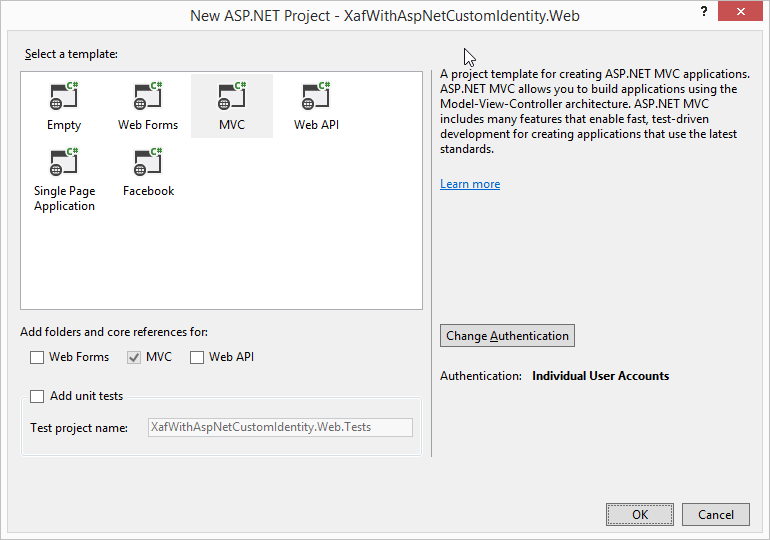 New ASP.NET Project - XafWithAspNetCustomIdentity.Web
?
Select a template:
C#
C#
C#
C#
Empty
Web Forms
MVC
Web API
C#
C#
Single Page
Application
Facebook
A project template for creating ASP.NET MVC applications.
ASP.NET MVC allows you to build applications using the
Model-View-Controller architecture. ASP.NET MVC
includes many features that enable fast, test-driven
development for creating applications that use the latest
standards.
Learn more
Change Authentication
Authentication: Individual User Accounts
Add folders and core references for:
Web Forms
MVC
Web API
Add unit tests
Test project name:
XafWithAspNetCustomIdentity.Web.Tests
OK
Cancel